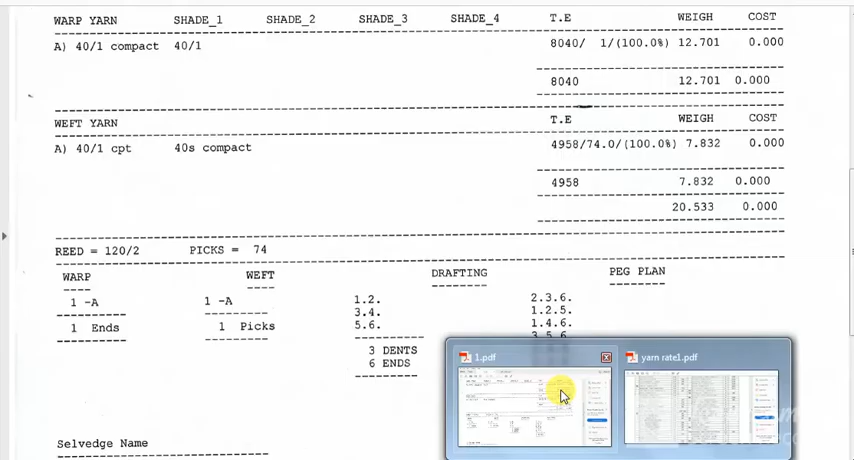 WARP YARN SHADE_1 SHADE_2 SHADE_3 SHADE_4 T.E WEIGH COST
A) 40/1 compact 40/1 8040/ 1/(100.0%) 12.701 0.000
8040 12.701 0.000
WEFT YARN T.E WEIGH COST
A) 40/1 cpt 40s compact 4958/74.0/(100.0%) 7.832 0.000
4958 7.832 0.000
20.533 0.000
REED = 120/2 PICKS = 74
WARP WEFT DRAFTING PEG PLAN
1 -A 1 -A 1.2. 2.3.6.
3.4. 1.2.5.
1 Ends 1 Picks 5.6. 1.4.6.
3.5.6.
3 DENTS
6 ENDS
1.pdf yarn rate1.pdf
Selvedge Name